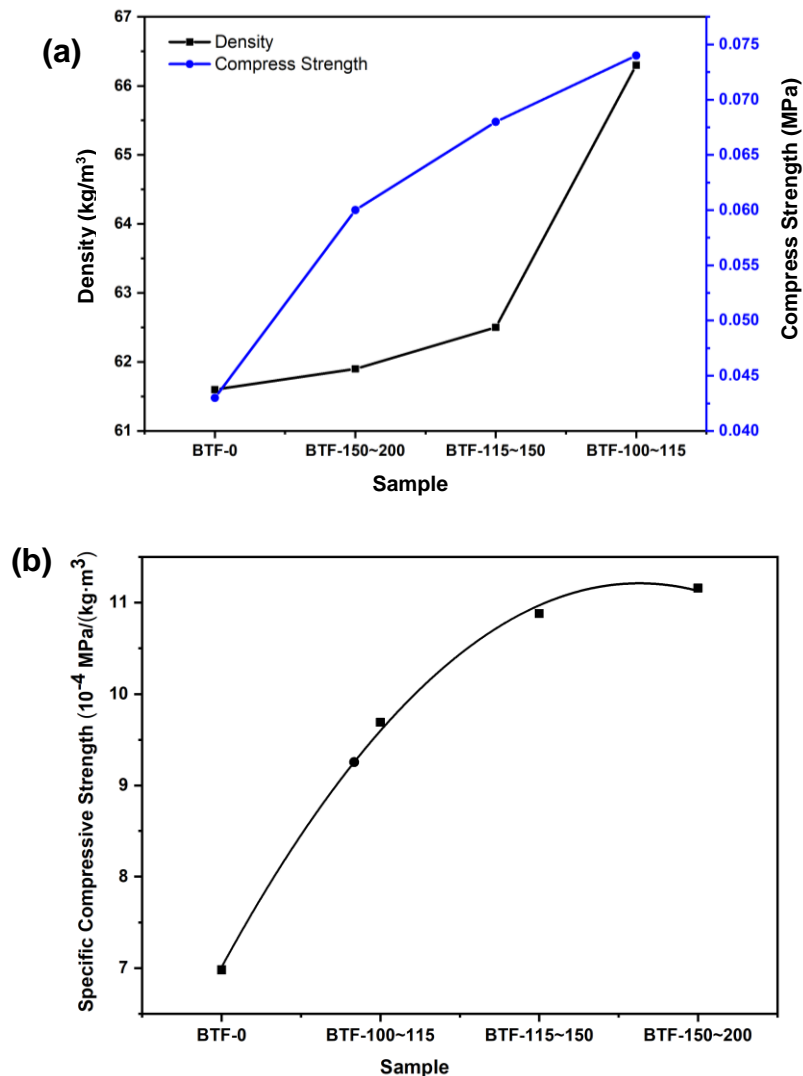 (a)
Density
Compress Strength
67
66
65
64
63
62
61
Density (kg/m³)
0.075
0.070
0.065
0.060
0.055
0.050
0.045
0.040
Compress Strength (MPa)
BTF-0 BTF-150~200 BTF-115~150 BTF-100~115
Sample
(b)
11
10
9
8
7
Specific Compressive Strength (10⁻⁴ MPa/(kg·m³)
BTF-0 BTF-100~115 BTF-115~150 BTF-150~200
Sample